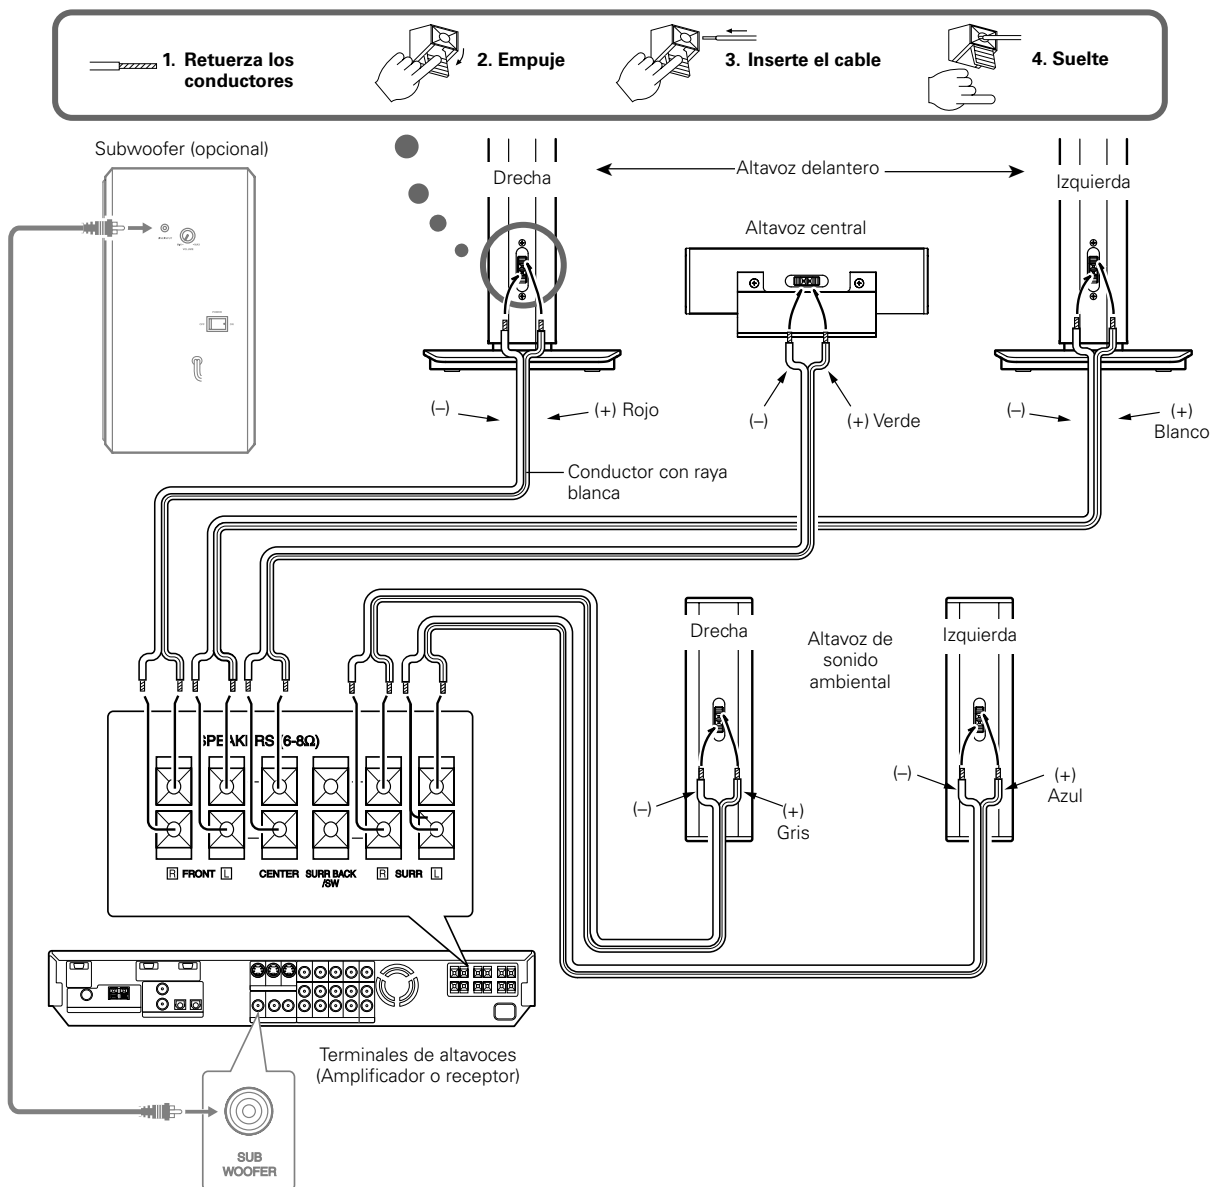 1. Retuerza los
conductores
2. Empuje
3. Inserte el cable
4. Suelte
Subwoofer (opcional)
Drecha
Altavoz delantero
Izquierda
Altavoz central
(–)
(+) Rojo
(–)
(+) Verde
(–)
(+)
Blanco
Conductor con raya
blanca
Drecha
Altavoz de
sonido
ambiental
Izquierda
(–)
(+)
Gris
(–)
(+)
Azul
SPEAKERS (6-8Ω)
R FRONT L
CENTER
SURR BACK
/SW
R SURR L
Terminales de altavoces
(Amplificador o receptor)
SUB
WOOFER